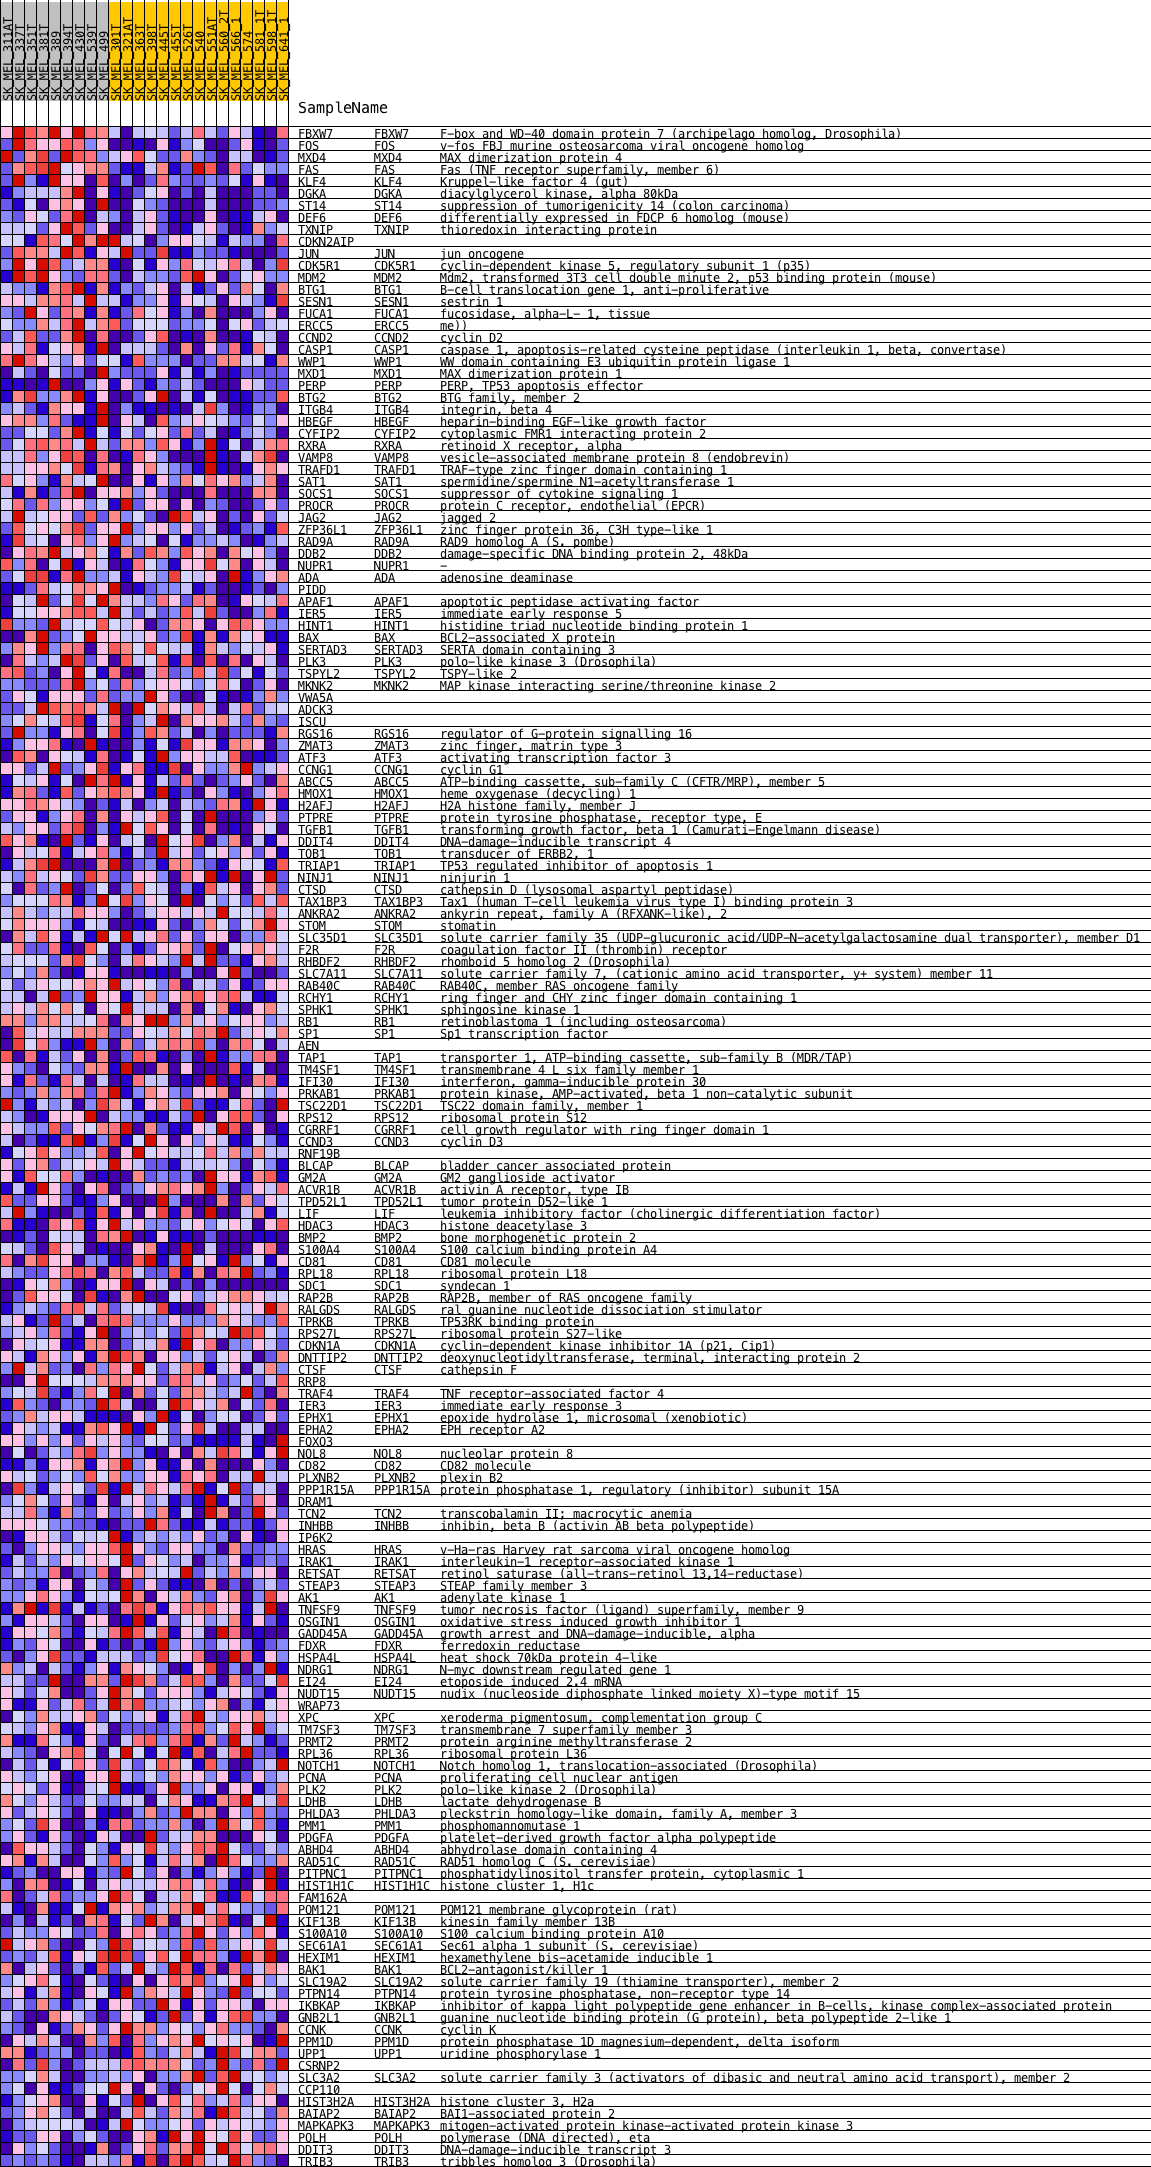 SK_MEL_311AT
SK_MEL_337T
SK_MEL_351T
SK_MEL_381T
SK_MEL_389
SK_MEL_394T
SK_MEL_430T
SK_MEL_539T
SK_MEL_499
SK_MEL_301T
SK_MEL_321AT
SK_MEL_363T
SK_MEL_398T
SK_MEL_445T
SK_MEL_455T
SK_MEL_526T
SK_MEL_540
SK_MEL_551AT
SK_MEL_560_2T
SK_MEL_566_1
SK_MEL_574
SK_MEL_581_1T
SK_MEL_598_1T
SK_MEL_641_1
SampleName
FBXW7 FBXW7 F-box and WD-40 domain protein 7 (archipelago homolog, Drosophila)
FOS FOS v-fos FBJ murine osteosarcoma viral oncogene homolog
MXD4 MXD4 MAX dimerization protein 4
FAS FAS Fas (TNF receptor superfamily, member 6)
KLF4 KLF4 Kruppel-like factor 4 (gut)
DGKA DGKA diacylglycerol kinase, alpha 80kDa
ST14 ST14 suppression of tumorigenicity 14 (colon carcinoma)
DEF6 DEF6 differentially expressed in FDCP 6 homolog (mouse)
TXNIP TXNIP thioredoxin interacting protein
CDKN2AIP
JUN JUN jun oncogene
CDK5R1 CDK5R1 cyclin-dependent kinase 5, regulatory subunit 1 (p35)
MDM2 MDM2 Mdm2, transformed 3T3 cell double minute 2, p53 binding protein (mouse)
BTG1 BTG1 B-cell translocation gene 1, anti-proliferative
SESN1 SESN1 sestrin 1
FUCA1 FUCA1 fucosidase, alpha-L- 1, tissue
ERCC5 ERCC5 me))
CCND2 CCND2 cyclin D2
CASP1 CASP1 caspase 1, apoptosis-related cysteine peptidase (interleukin 1, beta, convertase)
WWP1 WWP1 WW domain containing E3 ubiquitin protein ligase 1
MXD1 MXD1 MAX dimerization protein 1
PERP PERP PERP, TP53 apoptosis effector
BTG2 BTG2 BTG family, member 2
ITGB4 ITGB4 integrin, beta 4
HBEGF HBEGF heparin-binding EGF-like growth factor
CYFIP2 CYFIP2 cytoplasmic FMR1 interacting protein 2
RXRA RXRA retinoid X receptor, alpha
VAMP8 VAMP8 vesicle-associated membrane protein 8 (endobrevin)
TRAFD1 TRAFD1 TRAF-type zinc finger domain containing 1
SAT1 SAT1 spermidine/spermine N1-acetyltransferase 1
SOCS1 SOCS1 suppressor of cytokine signaling 1
PROCR PROCR protein C receptor, endothelial (EPCR)
JAG2 JAG2 jagged 2
ZFP36L1 ZFP36L1 zinc finger protein 36, C3H type-like 1
RAD9A RAD9A RAD9 homolog A (S. pombe)
DDB2 DDB2 damage-specific DNA binding protein 2, 48kDa
NUPR1 NUPR1 -
ADA ADA adenosine deaminase
PIDD
APAF1 APAF1 apoptotic peptidase activating factor
IER5 IER5 immediate early response 5
HINT1 HINT1 histidine triad nucleotide binding protein 1
BAX BAX BCL2-associated X protein
SERTAD3 SERTAD3 SERTA domain containing 3
PLK3 PLK3 polo-like kinase 3 (Drosophila)
TSPYL2 TSPYL2 TSPY-like 2
MKNK2 MKNK2 MAP kinase interacting serine/threonine kinase 2
VWA5A
ADCK3
ISCU
RGS16 RGS16 regulator of G-protein signalling 16
ZMAT3 ZMAT3 zinc finger, matrin type 3
ATF3 ATF3 activating transcription factor 3
CCNG1 CCNG1 cyclin G1
ABCC5 ABCC5 ATP-binding cassette, sub-family C (CFTR/MRP), member 5
HMOX1 HMOX1 heme oxygenase (decycling) 1
H2AFJ H2AFJ H2A histone family, member J
PTPRE PTPRE protein tyrosine phosphatase, receptor type, E
TGFB1 TGFB1 transforming growth factor, beta 1 (Camurati-Engelmann disease)
DDIT4 DDIT4 DNA-damage-inducible transcript 4
TOB1 TOB1 transducer of ERBB2, 1
TRIAP1 TRIAP1 TP53 regulated inhibitor of apoptosis 1
NINJ1 NINJ1 ninjurin 1
CTSD CTSD cathepsin D (lysosomal aspartyl peptidase)
TAX1BP3 TAX1BP3 Tax1 (human T-cell leukemia virus type I) binding protein 3
ANKRA2 ANKRA2 ankyrin repeat, family A (RFXANK-like), 2
STOM STOM stomatin
SLC35D1 SLC35D1 solute carrier family 35 (UDP-glucuronic acid/UDP-N-acetylgalactosamine dual transporter), member D1
F2R F2R coagulation factor II (thrombin) receptor
RHBDF2 RHBDF2 rhomboid 5 homolog 2 (Drosophila)
SLC7A11 SLC7A11 solute carrier family 7, (cationic amino acid transporter, y+ system) member 11
RAB40C RAB40C RAB40C, member RAS oncogene family
RCHY1 RCHY1 ring finger and CHY zinc finger domain containing 1
SPHK1 SPHK1 sphingosine kinase 1
RB1 RB1 retinoblastoma 1 (including osteosarcoma)
SP1 SP1 Sp1 transcription factor
AEN
TAP1 TAP1 transporter 1, ATP-binding cassette, sub-family B (MDR/TAP)
TM4SF1 TM4SF1 transmembrane 4 L six family member 1
IFI30 IFI30 interferon, gamma-inducible protein 30
PRKAB1 PRKAB1 protein kinase, AMP-activated, beta 1 non-catalytic subunit
TSC22D1 TSC22D1 TSC22 domain family, member 1
RPS12 RPS12 ribosomal protein S12
CGRRF1 CGRRF1 cell growth regulator with ring finger domain 1
CCND3 CCND3 cyclin D3
RNF19B
BLCAP BLCAP bladder cancer associated protein
GM2A GM2A GM2 ganglioside activator
ACVR1B ACVR1B activin A receptor, type IB
TPD52L1 TPD52L1 tumor protein D52-like 1
LIF LIF leukemia inhibitory factor (cholinergic differentiation factor)
HDAC3 HDAC3 histone deacetylase 3
BMP2 BMP2 bone morphogenetic protein 2
S100A4 S100A4 S100 calcium binding protein A4
CD81 CD81 CD81 molecule
RPL18 RPL18 ribosomal protein L18
SDC1 SDC1 syndecan 1
RAP2B RAP2B RAP2B, member of RAS oncogene family
RALGDS RALGDS ral guanine nucleotide dissociation stimulator
TPRKB TPRKB TP53RK binding protein
RPS27L RPS27L ribosomal protein S27-like
CDKN1A CDKN1A cyclin-dependent kinase inhibitor 1A (p21, Cip1)
DNTTIP2 DNTTIP2 deoxynucleotidyltransferase, terminal, interacting protein 2
CTSF CTSF cathepsin F
RRP8
TRAF4 TRAF4 TNF receptor-associated factor 4
IER3 IER3 immediate early response 3
EPHX1 EPHX1 epoxide hydrolase 1, microsomal (xenobiotic)
EPHA2 EPHA2 EPH receptor A2
FOXO3
NOL8 NOL8 nucleolar protein 8
CD82 CD82 CD82 molecule
PLXNB2 PLXNB2 plexin B2
PPP1R15A PPP1R15A protein phosphatase 1, regulatory (inhibitor) subunit 15A
DRAM1
TCN2 TCN2 transcobalamin II; macrocytic anemia
INHBB INHBB inhibin, beta B (activin AB beta polypeptide)
IP6K2
HRAS HRAS v-Ha-ras Harvey rat sarcoma viral oncogene homolog
IRAK1 IRAK1 interleukin-1 receptor-associated kinase 1
RETSAT RETSAT retinol saturase (all-trans-retinol 13,14-reductase)
STEAP3 STEAP3 STEAP family member 3
AK1 AK1 adenylate kinase 1
TNFSF9 TNFSF9 tumor necrosis factor (ligand) superfamily, member 9
OSGIN1 OSGIN1 oxidative stress induced growth inhibitor 1
GADD45A GADD45A growth arrest and DNA-damage-inducible, alpha
FDXR FDXR ferredoxin reductase
HSPA4L HSPA4L heat shock 70kDa protein 4-like
NDRG1 NDRG1 N-myc downstream regulated gene 1
EI24 EI24 etoposide induced 2.4 mRNA
NUDT15 NUDT15 nudix (nucleoside diphosphate linked moiety X)-type motif 15
WRAP73
XPC XPC xeroderma pigmentosum, complementation group C
TM7SF3 TM7SF3 transmembrane 7 superfamily member 3
PRMT2 PRMT2 protein arginine methyltransferase 2
RPL36 RPL36 ribosomal protein L36
NOTCH1 NOTCH1 Notch homolog 1, translocation-associated (Drosophila)
PCNA PCNA proliferating cell nuclear antigen
PLK2 PLK2 polo-like kinase 2 (Drosophila)
LDHB LDHB lactate dehydrogenase B
PHLDA3 PHLDA3 pleckstrin homology-like domain, family A, member 3
PMM1 PMM1 phosphomannomutase 1
PDGFA PDGFA platelet-derived growth factor alpha polypeptide
ABHD4 ABHD4 abhydrolase domain containing 4
RAD51C RAD51C RAD51 homolog C (S. cerevisiae)
PITPNC1 PITPNC1 phosphatidylinositol transfer protein, cytoplasmic 1
HIST1H1C HIST1H1C histone cluster 1, H1c
FAM162A
POM121 POM121 POM121 membrane glycoprotein (rat)
KIF13B KIF13B kinesin family member 13B
S100A10 S100A10 S100 calcium binding protein A10
SEC61A1 SEC61A1 Sec61 alpha 1 subunit (S. cerevisiae)
HEXIM1 HEXIM1 hexamethylene bis-acetamide inducible 1
BAK1 BAK1 BCL2-antagonist/killer 1
SLC19A2 SLC19A2 solute carrier family 19 (thiamine transporter), member 2
PTPN14 PTPN14 protein tyrosine phosphatase, non-receptor type 14
IKBKAP IKBKAP inhibitor of kappa light polypeptide gene enhancer in B-cells, kinase complex-associated protein
GNB2L1 GNB2L1 guanine nucleotide binding protein (G protein), beta polypeptide 2-like 1
CCNK CCNK cyclin K
PPM1D PPM1D protein phosphatase 1D magnesium-dependent, delta isoform
UPP1 UPP1 uridine phosphorylase 1
CSRNP2
SLC3A2 SLC3A2 solute carrier family 3 (activators of dibasic and neutral amino acid transport), member 2
CCP110
HIST3H2A HIST3H2A histone cluster 3, H2a
BAIAP2 BAIAP2 BAI1-associated protein 2
MAPKAPK3 MAPKAPK3 mitogen-activated protein kinase-activated protein kinase 3
POLH POLH polymerase (DNA directed), eta
DDIT3 DDIT3 DNA-damage-inducible transcript 3
TRIB3 TRIB3 tribbles homolog 3 (Drosophila)